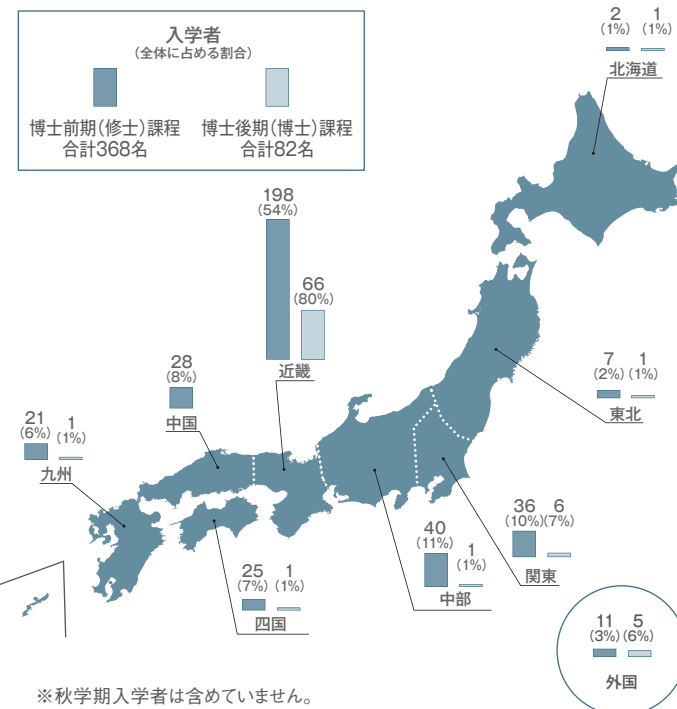 入学者
(全体に占める割合)
博士前期(修士)課程
合計368名
博士後期(博士)課程
合計82名
2
(1%)
1
(1%)
北海道
198
(54%)
66
(80%)
近畿
28
(8%)
中国
7
(2%)
1
(1%)
東北
21
(6%)
1
(1%)
九州
36
(10%)
6
(7%)
関東
40
(11%)
1
(1%)
中部
25
(7%)
1
(1%)
四国
11
(3%)
5
(6%)
外国
※秋学期入学者は含めていません。